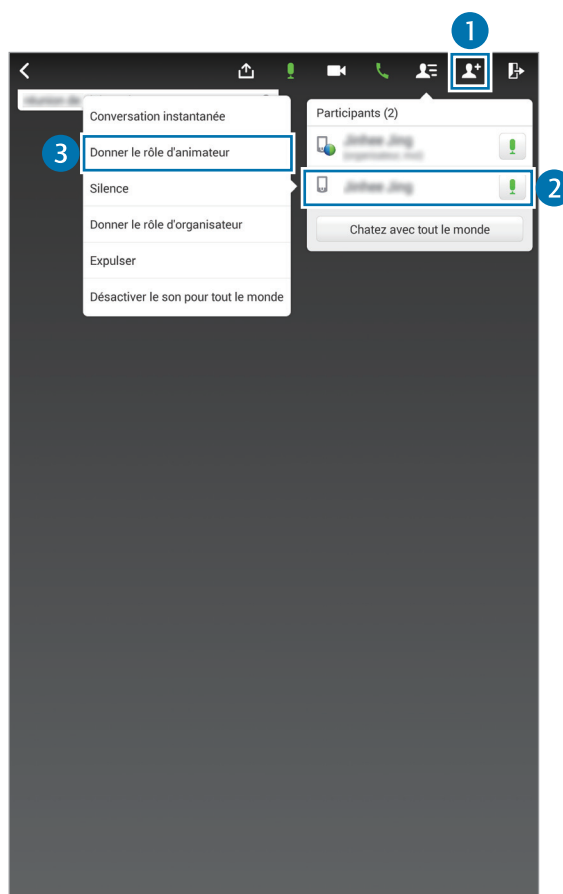 1
Conversation instantanée
Participants (2)
3
Donner le rôle d'animateur
Silence
2
Donner le rôle d'organisateur
Chatez avec tout le monde
Expulser
Désactiver le son pour tout le monde